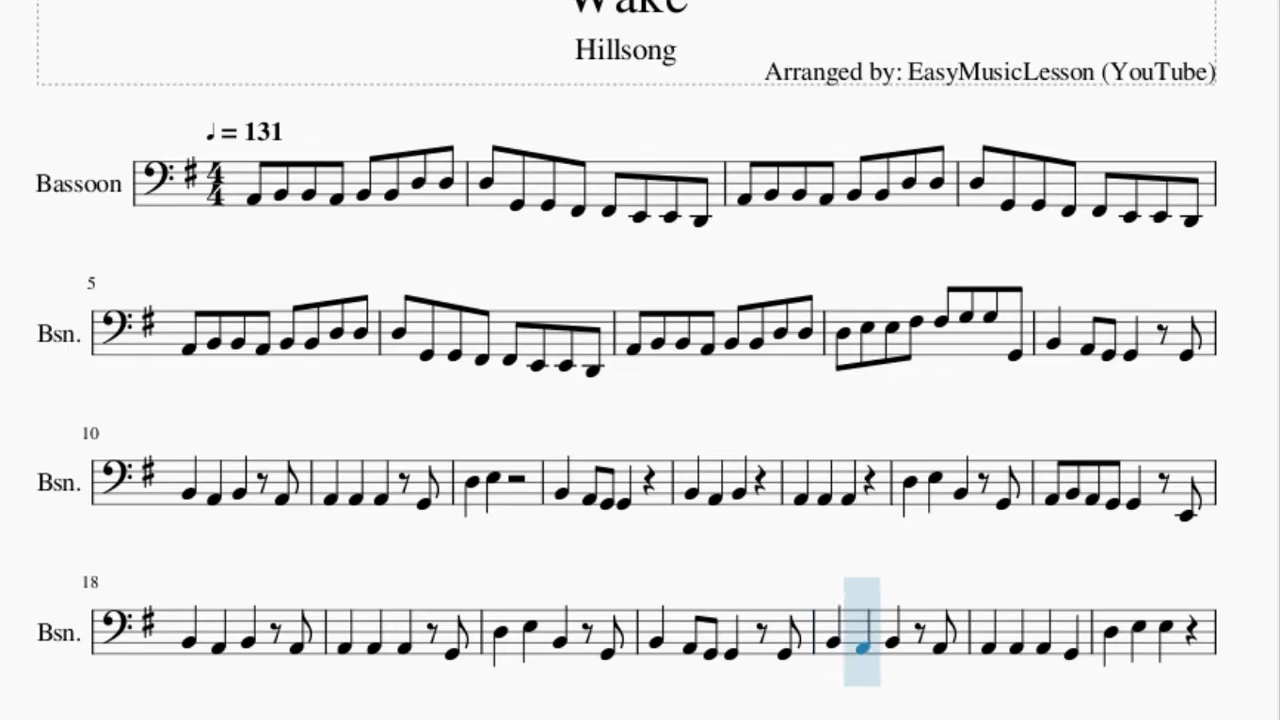 Wake
Hillsong
Arranged by: EasyMusicLesson (YouTube)
♩ = 131
Bassoon
5
Bsn.
10
Bsn.
18
Bsn.